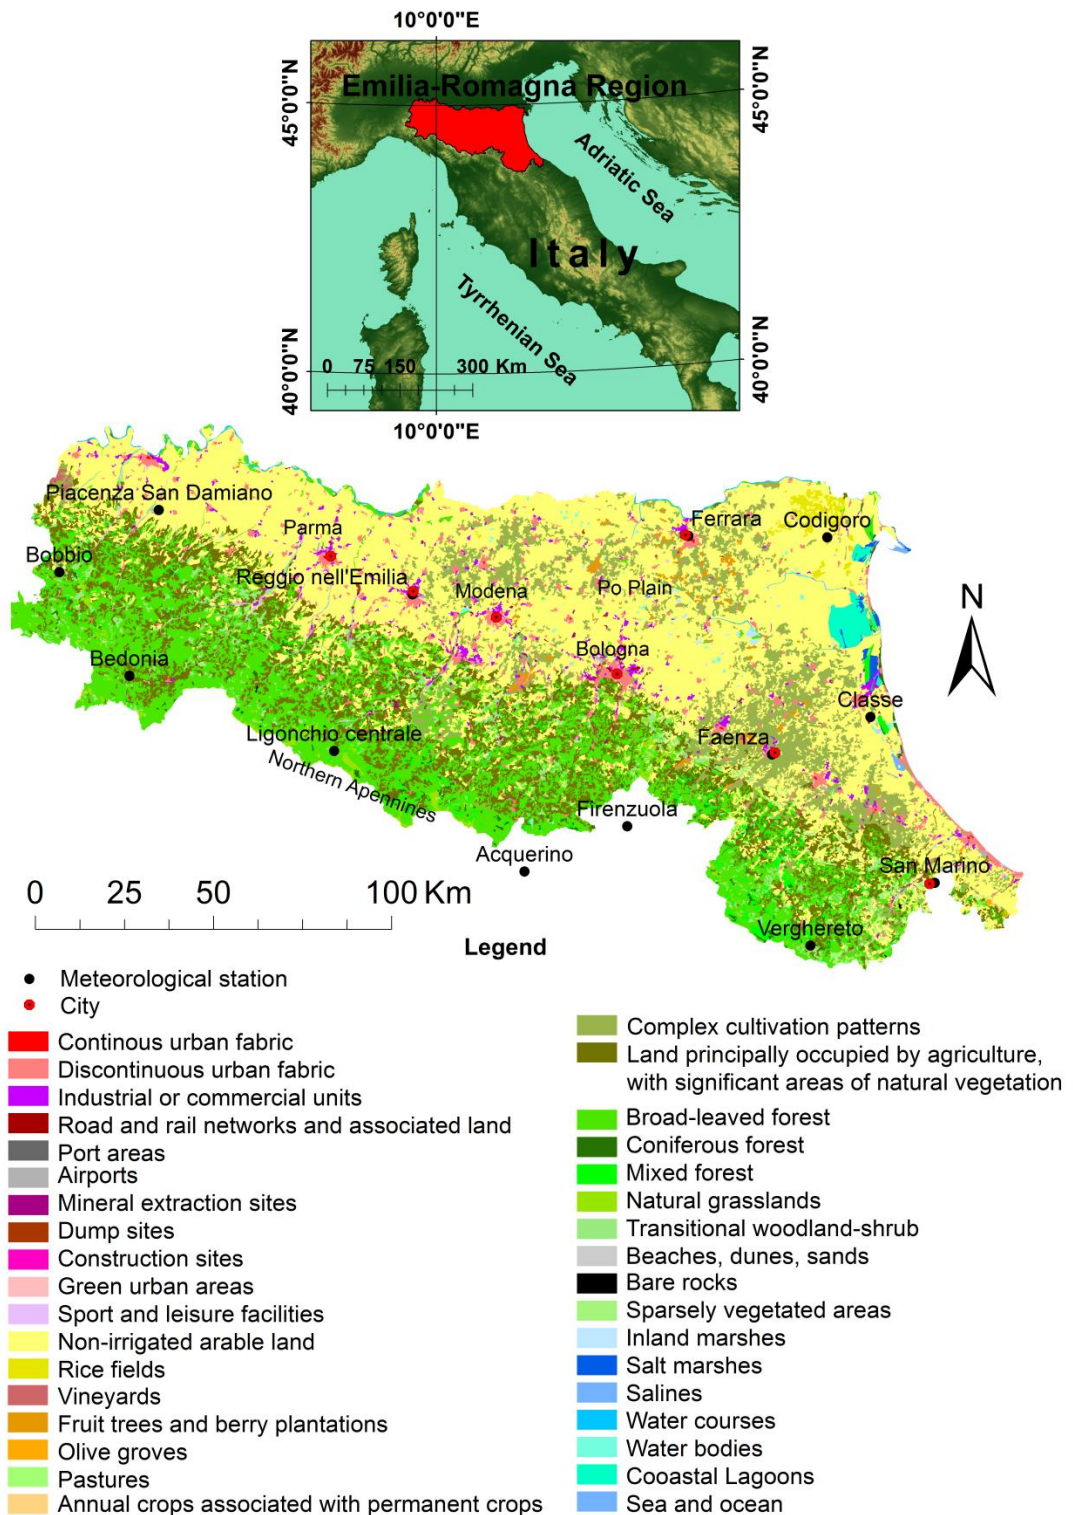 10°0'0"E
Emilia-Romagna Region
45°0'0"N
45°0'0"N
Adriatic Sea
Italy
Tyrrhenian Sea
0 75 150 300 Km
40°0'0"N
40°0'0"N
10°0'0"E
Piacenza San Damiano
Parma
Ferrara
Codigoro
Bobbio
Reggio nell'Emilia
Modena
Po Plain
N
Bedonia
Bologna
Classe
Ligonchio centrale
Faenza
Northern Apennines
Firenzuola
Acquerino
San Marino
0 25 50 100 Km
Verghereto
Legend
Meteorological station
City
Continous urban fabric
Discontinuous urban fabric
Industrial or commercial units
Road and rail networks and associated land
Port areas
Airports
Mineral extraction sites
Dump sites
Construction sites
Green urban areas
Sport and leisure facilities
Non-irrigated arable land
Rice fields
Vineyards
Fruit trees and berry plantations
Olive groves
Pastures
Annual crops associated with permanent crops
Complex cultivation patterns
Land principally occupied by agriculture,
with significant areas of natural vegetation
Broad-leaved forest
Coniferous forest
Mixed forest
Natural grasslands
Transitional woodland-shrub
Beaches, dunes, sands
Bare rocks
Sparsely vegetated areas
Inland marshes
Salt marshes
Salines
Water courses
Water bodies
Cooastal Lagoons
Sea and ocean